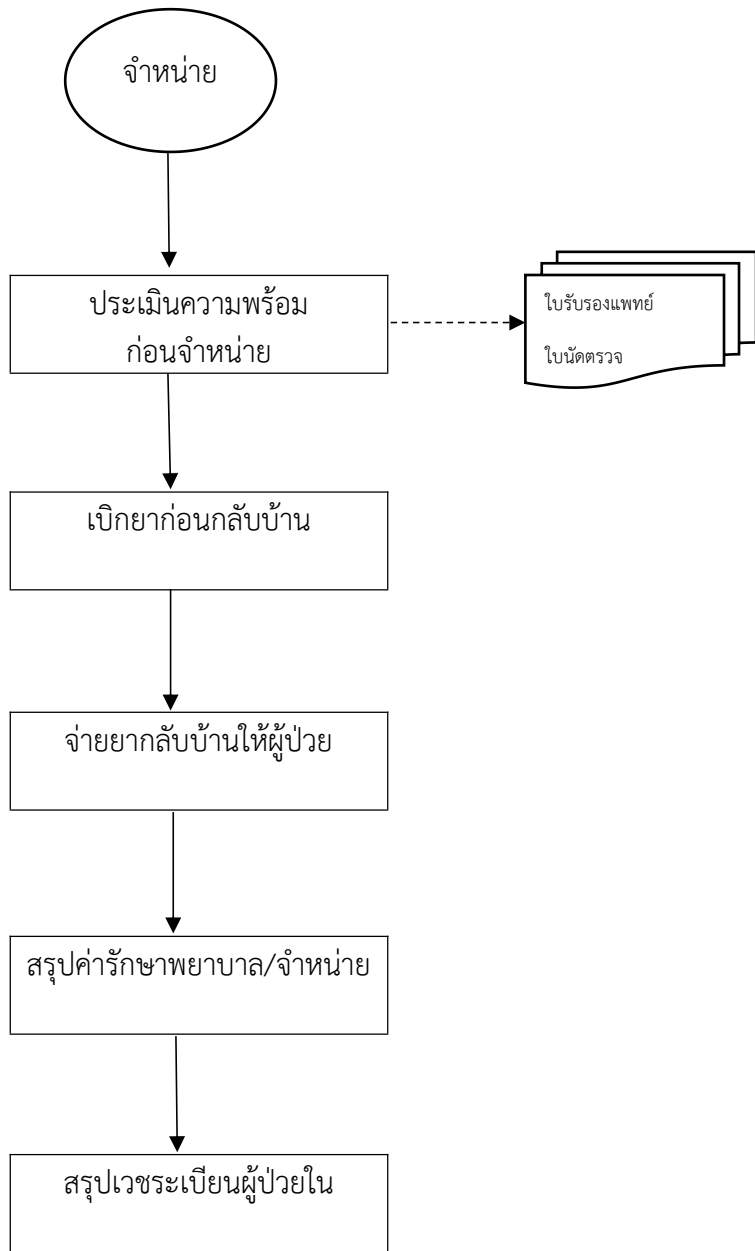 จำหน่าย
ประเมินความพร้อม
ก่อนจำหน่าย
ใบรับรองแพทย์
ใบนัดตรวจ
เบิกยาก่อนกลับบ้าน
จ่ายยากลับบ้านให้ผู้ป่วย
สรุปค่ารักษาพยาบาล/จำหน่าย
สรุปเวชระเบียนผู้ป่วยใน